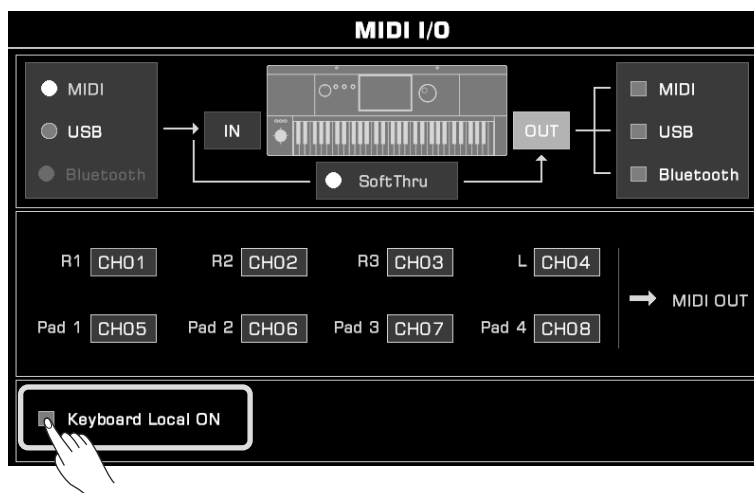 MIDI I/O
MIDI
USB
Bluetooth
IN
SoftThru
OUT
MIDI
USB
Bluetooth
R1 CH01 R2 CH02 R3 CH03 L CH04
Pad 1 CH05 Pad 2 CH06 Pad 3 CH07 Pad 4 CH08
MIDI OUT
Keyboard Local ON